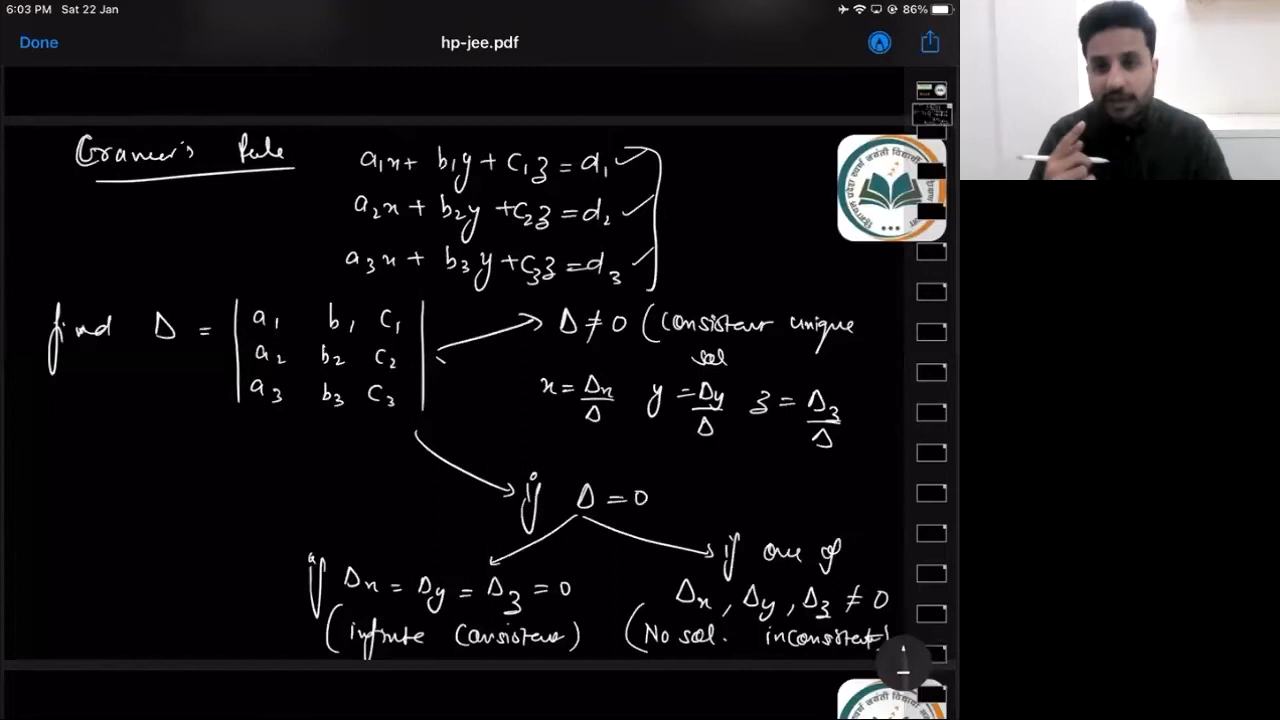 6:03 PM Sat 22 Jan
86%
Done
hp-jee.pdf
Cramer's Rule
a₁x + b₁y + c₁z = d₁
a₂x + b₂y + c₂z = d₂
a₃x + b₃y + c₃z = d₃
find Δ =
a₁ b₁ c₁
a₂ b₂ c₂
a₃ b₃ c₃
Δ ≠ 0 (consistent unique
sol
x = Δx/Δ y = Δy/Δ z = Δz/Δ
if Δ = 0
if Δx = Δy = Δz = 0
(infinite consistent)
if one of
Δx, Δy, Δz ≠ 0
(No sol. inconsistent)